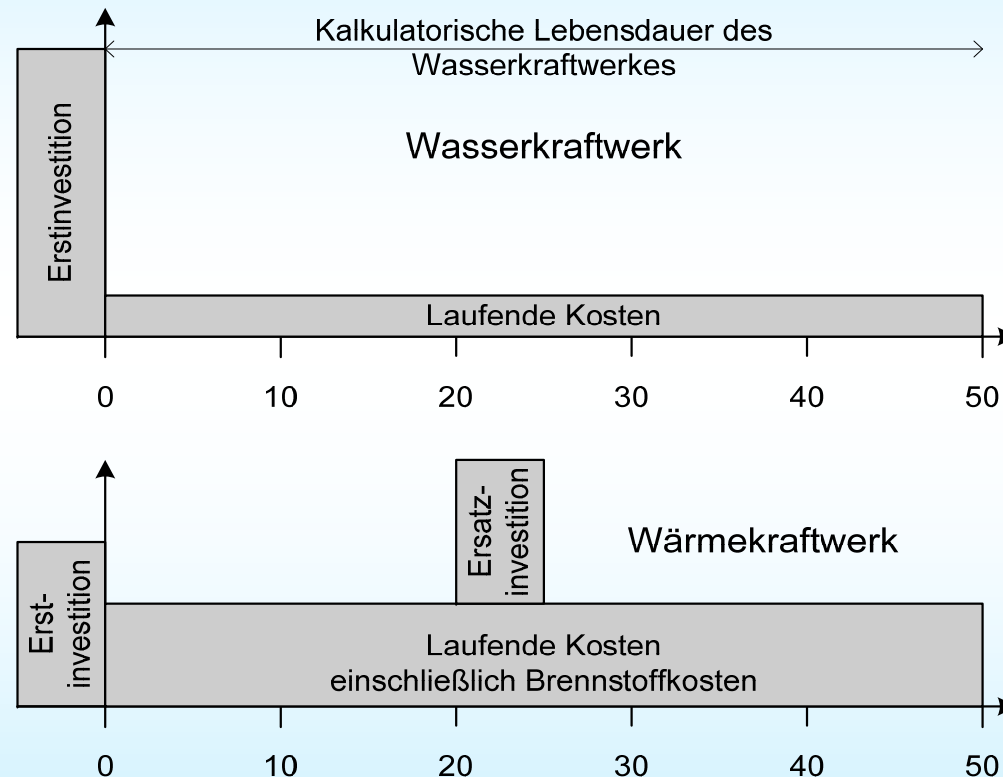 Kalkulatorische Lebensdauer des
Wasserkraftwerkes
Wasserkraftwerk
Erstinvestition
Laufende Kosten
0 10 20 30 40 50
Ersatz-
investition
Wärmekraftwerk
Erst-
investition
Laufende Kosten
einschließlich Brennstoffkosten
0 10 20 30 40 50